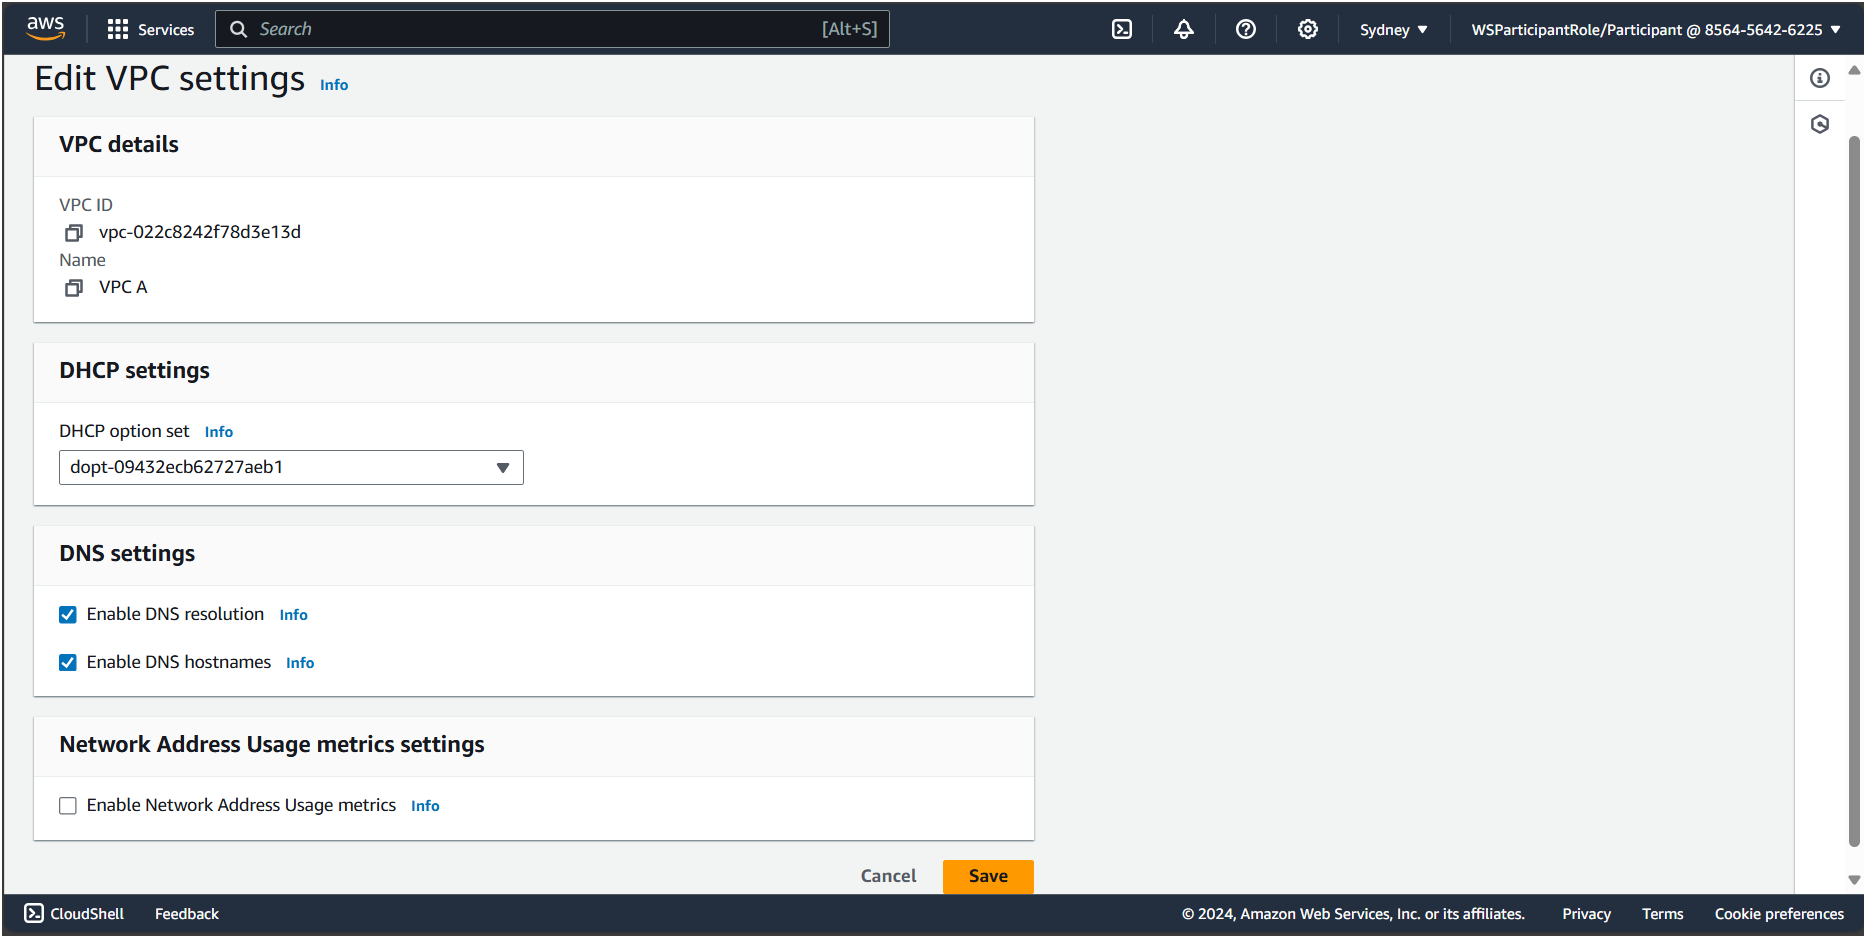 aws Services Search [Alt+S] Sydney WSParticipantRole/Participant @ 8564-5642-6225
Edit VPC settings Info
VPC details
VPC ID
vpc-022c8242f78d3e13d
Name
VPC A
DHCP settings
DHCP option set Info
dopt-09432ecb62727aeb1
DNS settings
Enable DNS resolution Info
Enable DNS hostnames Info
Network Address Usage metrics settings
Enable Network Address Usage metrics Info
Cancel Save
CloudShell Feedback © 2024, Amazon Web Services, Inc. or its affiliates. Privacy Terms Cookie preferences